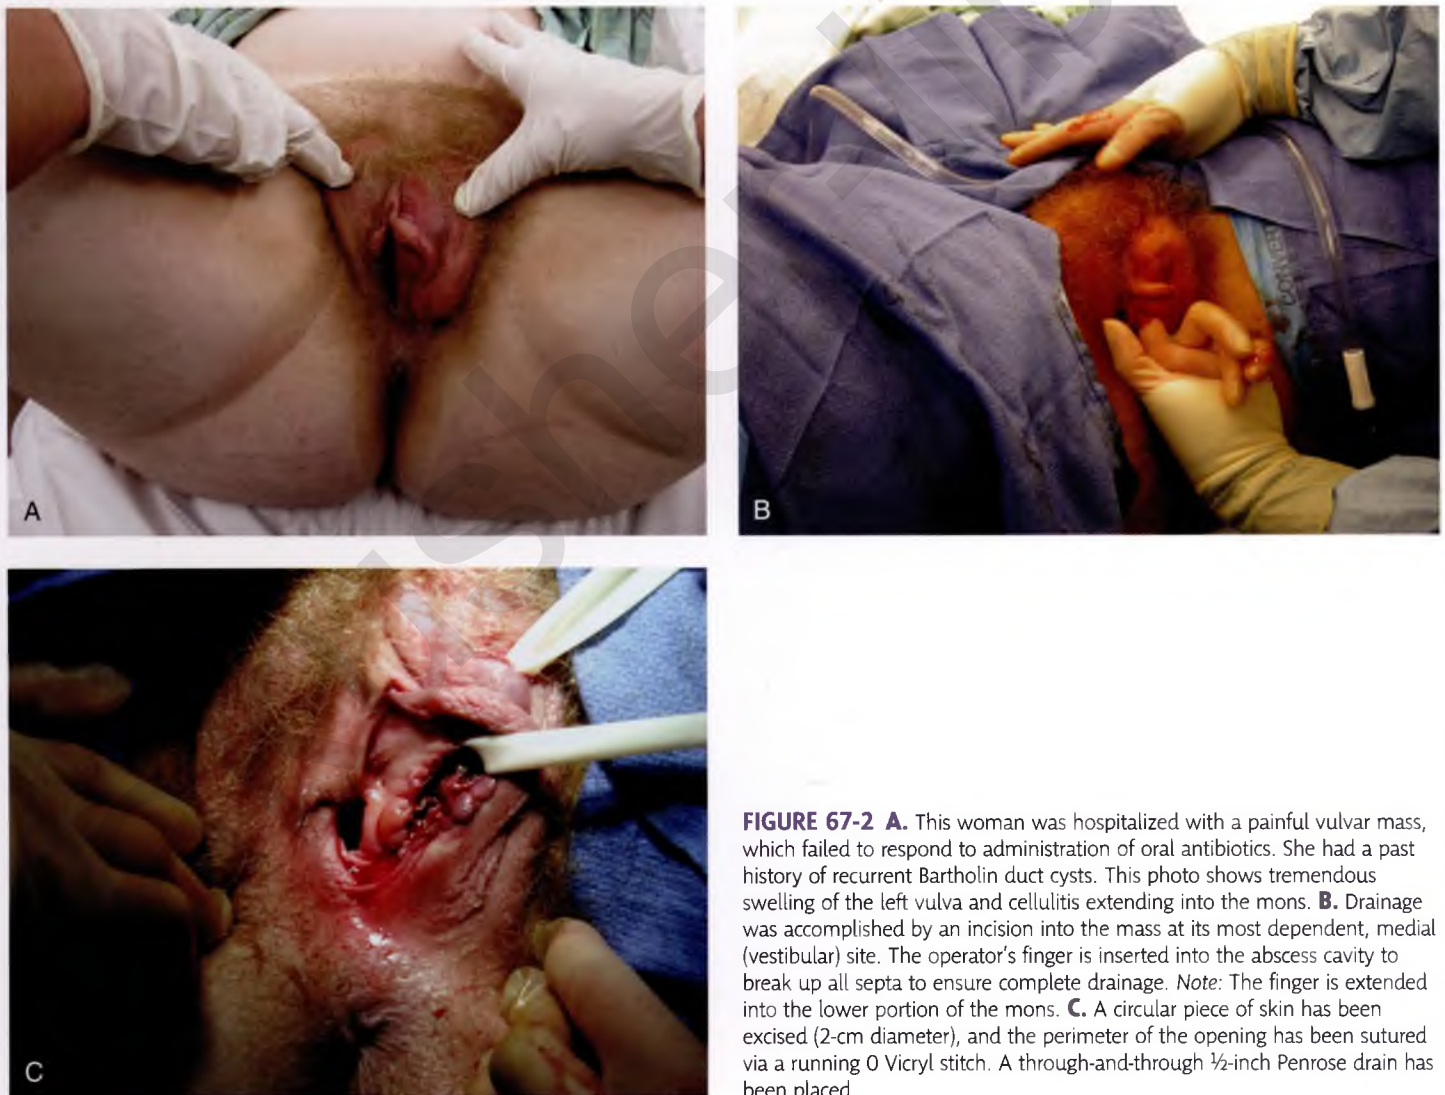 A
B
C
FIGURE 67-2 A. This woman was hospitalized with a painful vulvar mass,
which failed to respond to administration of oral antibiotics. She had a past
history of recurrent Bartholin duct cysts. This photo shows tremendous
swelling of the left vulva and cellulitis extending into the mons. B. Drainage
was accomplished by an incision into the mass at its most dependent, medial
(vestibular) site. The operator's finger is inserted into the abscess cavity to
break up all septa to ensure complete drainage. Note: The finger is extended
into the lower portion of the mons. C. A circular piece of skin has been
excised (2-cm diameter), and the perimeter of the opening has been sutured
via a running 0 Vicryl stitch. A through-and-through ½-inch Penrose drain has
been placed